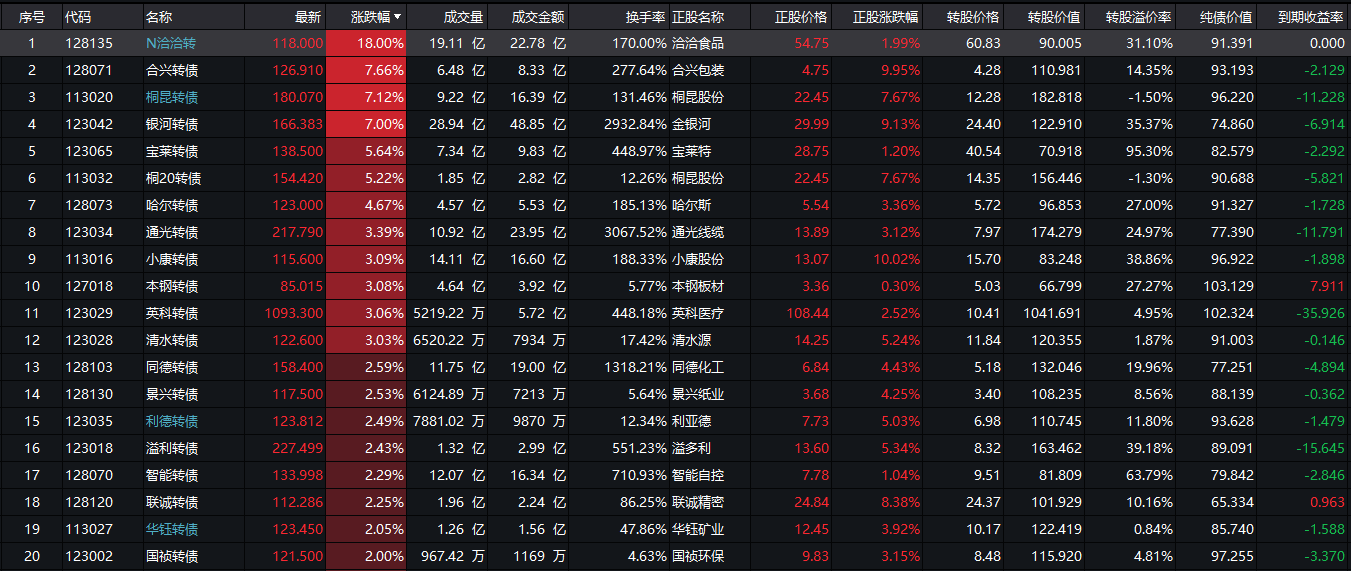 序号 代码 名称 最新 涨跌幅 成交量 成交金额 换手率 正股名称 正股价格 正股涨跌幅 转股价格 转股价值 转股溢价率 纯债价值 到期收益率
1 128135 N洽洽转 118.000 18.00% 19.11 亿 22.78 亿 170.00% 洽洽食品 54.75 1.99% 60.83 90.005 31.10% 91.391 0.000
2 128071 合兴转债 126.910 7.66% 6.48 亿 8.33 亿 277.64% 合兴包装 4.75 9.95% 4.28 110.981 14.35% 93.193 -2.129
3 113020 桐昆转债 180.070 7.12% 9.22 亿 16.39 亿 131.46% 桐昆股份 22.45 7.67% 12.28 182.818 -1.50% 96.220 -11.228
4 123042 银河转债 166.383 7.00% 28.94 亿 48.85 亿 2932.84% 金银河 29.99 9.13% 24.40 122.910 35.37% 74.860 -6.914
5 123065 宝莱转债 138.500 5.64% 7.34 亿 9.83 亿 448.97% 宝莱特 28.75 1.20% 40.54 70.918 95.30% 82.579 -2.292
6 113032 桐20转债 154.420 5.22% 1.85 亿 2.82 亿 12.26% 桐昆股份 22.45 7.67% 14.35 156.446 -1.30% 90.688 -5.821
7 128073 哈尔转债 123.000 4.67% 4.57 亿 5.53 亿 185.13% 哈尔斯 5.54 3.36% 5.72 96.853 27.00% 91.327 -1.728
8 123034 通光转债 217.790 3.39% 10.92 亿 23.95 亿 3067.52% 通光线缆 13.89 3.12% 7.97 174.279 24.97% 77.390 -11.791
9 113016 小康转债 115.600 3.09% 14.11 亿 16.60 亿 188.33% 小康股份 13.07 10.02% 15.70 83.248 38.86% 96.922 -1.898
10 127018 本钢转债 85.015 3.08% 4.64 亿 3.92 亿 5.77% 本钢板材 3.36 0.30% 5.03 66.799 27.27% 103.129 7.911
11 123029 英科转债 1093.300 3.06% 5219.22 万 5.72 亿 448.18% 英科医疗 108.44 2.52% 10.41 1041.691 4.95% 102.324 -35.926
12 123028 清水转债 122.600 3.03% 6520.22 万 7934 万 17.42% 清水源 14.25 5.24% 11.84 120.355 1.87% 91.003 -0.146
13 128103 同德转债 158.400 2.59% 11.75 亿 19.00 亿 1318.21% 同德化工 6.84 4.43% 5.18 132.046 19.96% 77.251 -4.894
14 128130 景兴转债 117.500 2.53% 6124.89 万 7213 万 5.64% 景兴纸业 3.68 4.25% 3.40 108.235 8.56% 88.139 -0.362
15 123035 利德转债 123.812 2.49% 7881.02 万 9870 万 12.34% 利亚德 7.73 5.03% 6.98 110.745 11.80% 93.628 -1.479
16 123018 溢利转债 227.499 2.43% 1.32 亿 2.99 亿 551.23% 溢多利 13.60 5.34% 8.32 163.462 39.18% 89.091 -15.645
17 128070 智能转债 133.998 2.29% 12.07 亿 16.34 亿 710.93% 智能自控 7.78 1.04% 9.51 81.809 63.79% 79.842 -2.846
18 128120 联诚转债 112.286 2.25% 1.96 亿 2.24 亿 86.25% 联诚精密 24.84 8.38% 24.37 101.929 10.16% 65.334 0.963
19 113027 华钰转债 123.450 2.05% 1.26 亿 1.56 亿 47.86% 华钰矿业 12.45 3.92% 10.17 122.419 0.84% 85.740 -1.588
20 123002 国祯转债 121.500 2.00% 967.42 万 1169 万 4.63% 国祯环保 9.83 3.15% 8.48 115.920 4.81% 97.255 -3.370